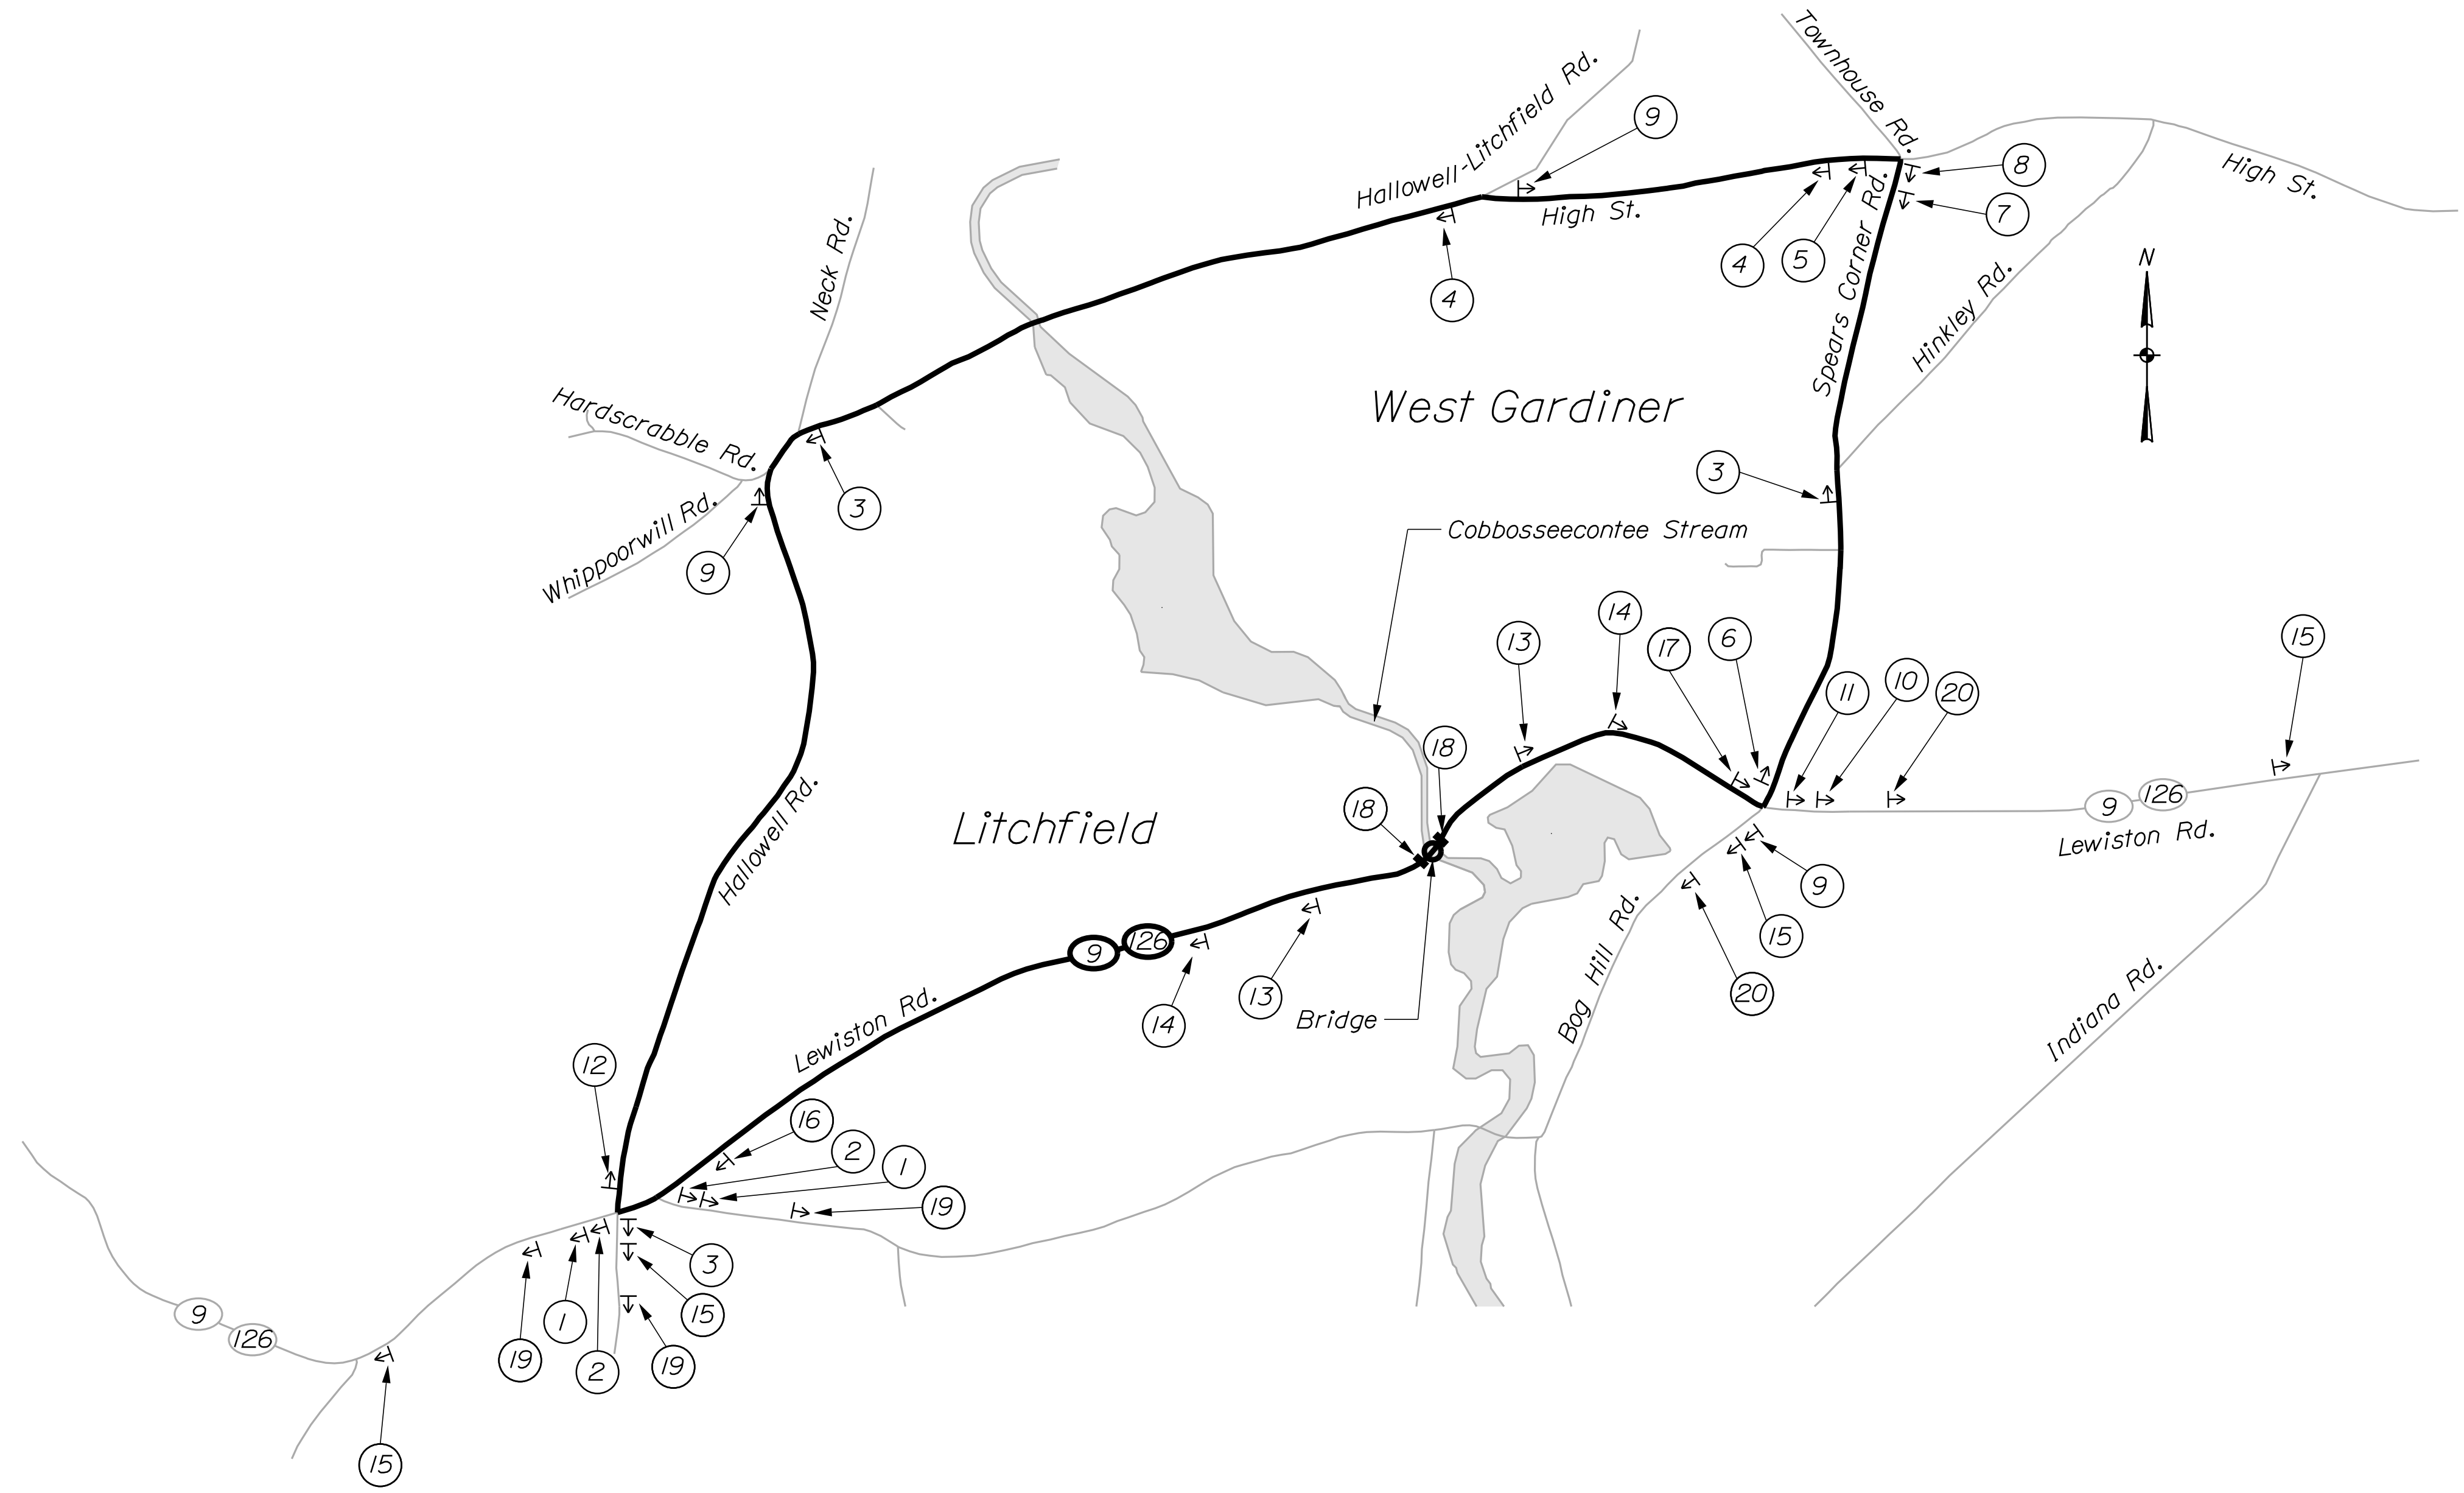 Townhouse Rd.
Hallowell-Litchfield Rd.
9
8
High St.
7
High St.
4
5
4
Spears Corner Rd.
Hinkley Rd.
N
Neck Rd.
Hardscrabble Rd.
Whippoorwill Rd.
3
9
West Gardiner
3
Cobbosseecontee Stream
13
14
17
6
11
10
20
15
18
18
9
126
Lewiston Rd.
Litchfield
Hallowell Rd.
9
15
20
Bog Hill Rd.
Indiana Rd.
9
126
14
13
Bridge
Lewiston Rd.
12
16
2
1
19
3
15
19
19
1
2
9
126
15